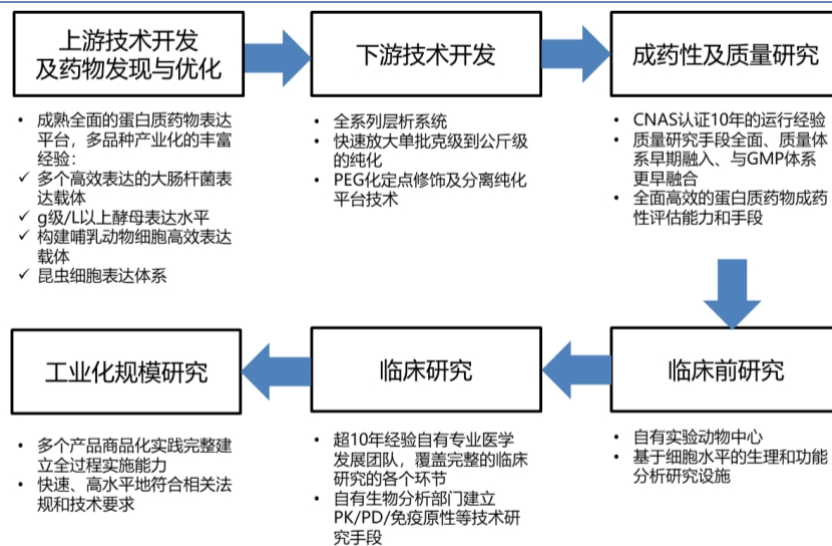 上游技术开发
及药物发现与优化
• 成熟全面的蛋白质药物表达
平台，多品种产业化的丰富
经验：
✓ 多个高效表达的大肠杆菌表
达载体
✓ g级/L以上酵母表达水平
✓ 构建哺乳动物细胞高效表达
载体
✓ 昆虫细胞表达体系
下游技术开发
• 全系列层析系统
• 快速放大单批克级到公斤级
的纯化
• PEG化定点修饰及分离纯化
平台技术
成药性及质量研究
• CNAS认证10年的运行经验
• 质量研究手段全面、质量体
系早期融入、与GMP体系
更早融合
• 全面高效的蛋白质药物成药
性评估能力和手段
临床前研究
• 自有实验动物中心
• 基于细胞水平的生理和功能
分析研究设施
临床研究
• 超10年经验自有专业医学
发展团队，覆盖完整的临床
研究的各个环节
• 自有生物分析部门建立
PK/PD/免疫原性等技术研
究手段
工业化规模研究
• 多个产品商品化实践完整建
立全过程实施能力
• 快速、高水平地符合相关法
规和技术要求